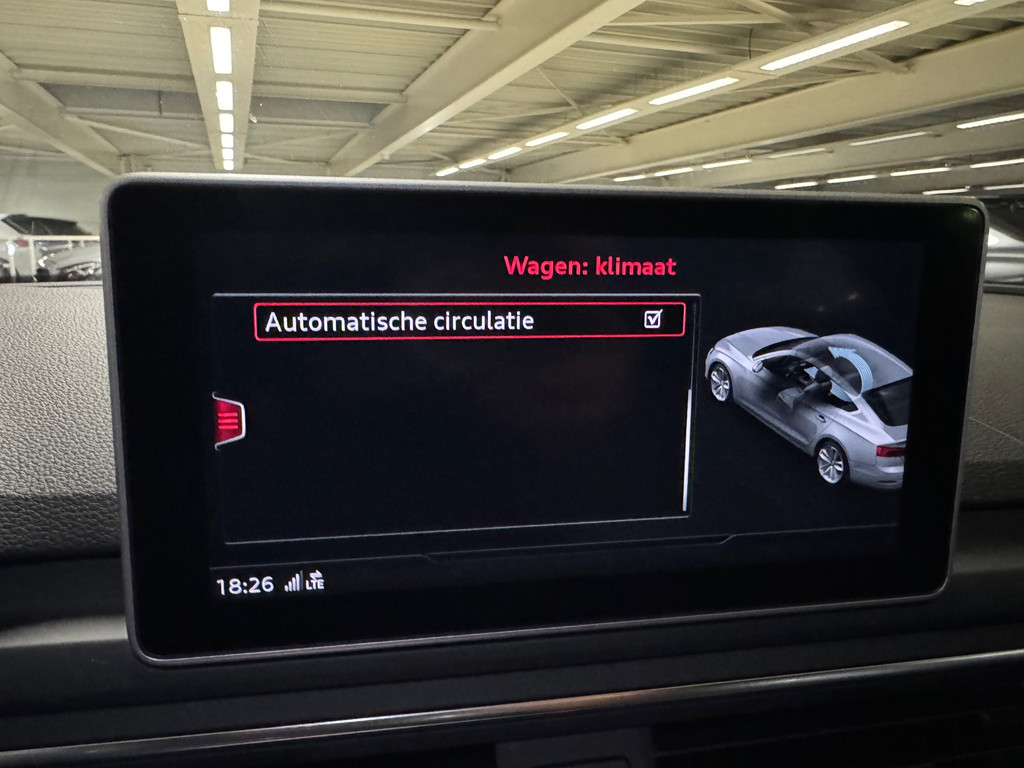 Wagen: klimaat
Automatische circulatie
18:26 LTE